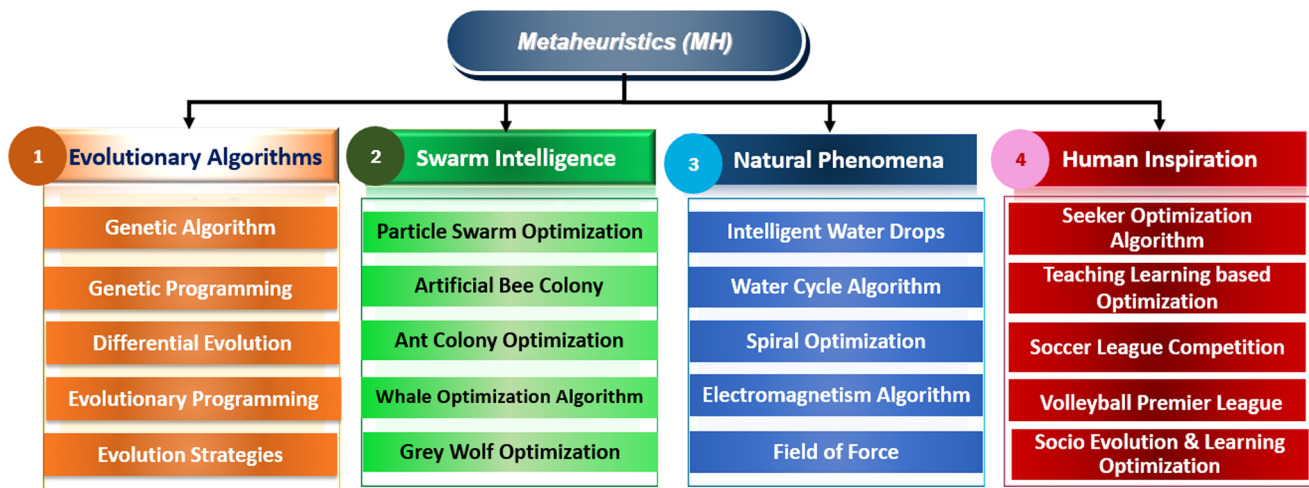 Metaheuristics (MH)
1
Evolutionary Algorithms
Genetic Algorithm
Genetic Programming
Differential Evolution
Evolutionary Programming
Evolution Strategies
2
Swarm Intelligence
Particle Swarm Optimization
Artificial Bee Colony
Ant Colony Optimization
Whale Optimization Algorithm
Grey Wolf Optimization
3
Natural Phenomena
Intelligent Water Drops
Water Cycle Algorithm
Spiral Optimization
Electromagnetism Algorithm
Field of Force
4
Human Inspiration
Seeker Optimization
Algorithm
Teaching Learning based
Optimization
Soccer League Competition
Volleyball Premier League
Socio Evolution & Learning
Optimization